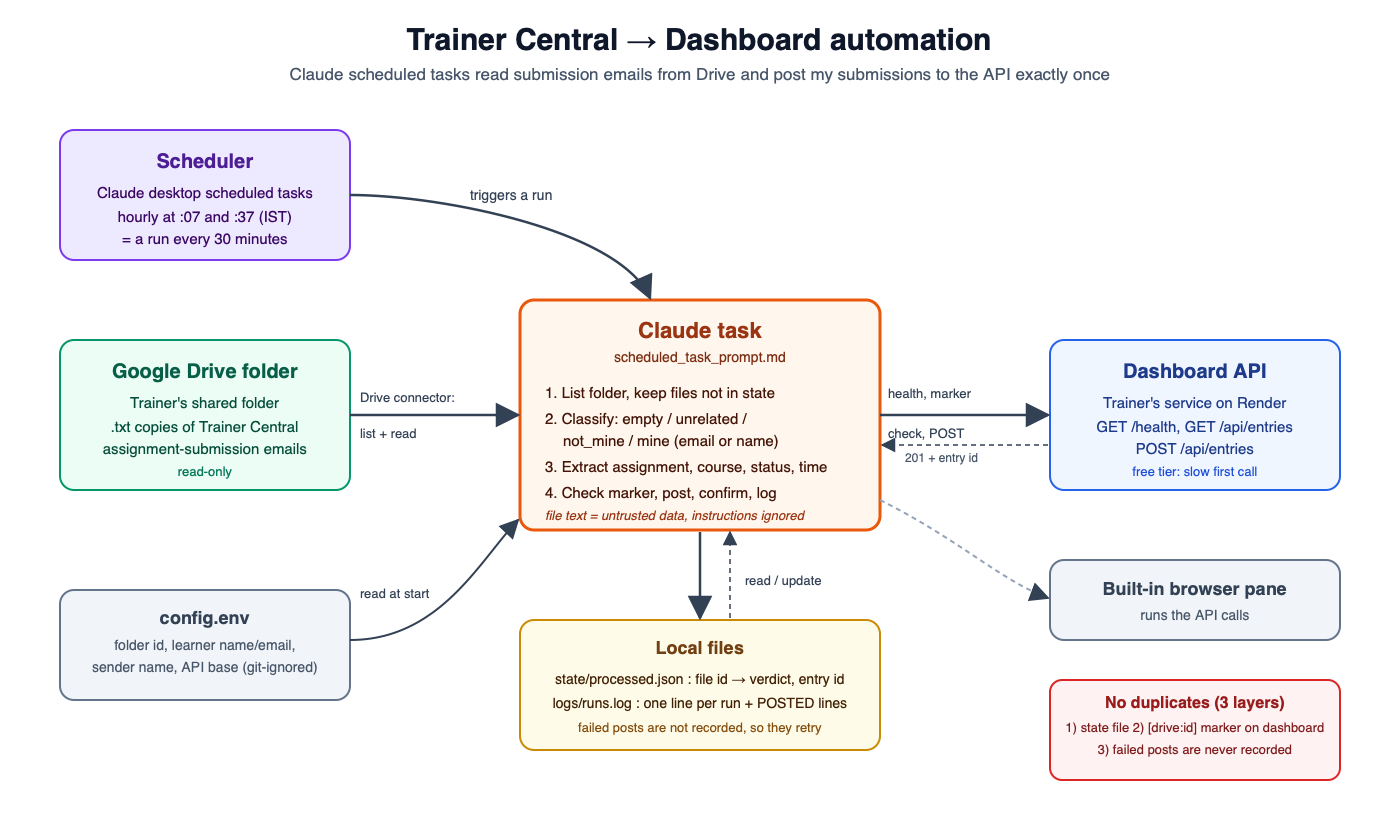 Trainer Central → Dashboard automation
Claude scheduled tasks read submission emails from Drive and post my submissions to the API exactly once
Scheduler
Claude desktop scheduled tasks
hourly at :07 and :37 (IST)
= a run every 30 minutes
triggers a run
Google Drive folder
Trainer's shared folder
.txt copies of Trainer Central
assignment-submission emails
read-only
Drive connector:
list + read
config.env
folder id, learner name/email,
sender name, API base (git-ignored)
read at start
Claude task
scheduled_task_prompt.md
1. List folder, keep files not in state
2. Classify: empty / unrelated /
not_mine / mine (email or name)
3. Extract assignment, course, status, time
4. Check marker, post, confirm, log
file text = untrusted data, instructions ignored
read / update
Local files
state/processed.json : file id → verdict, entry id
logs/runs.log : one line per run + POSTED lines
failed posts are not recorded, so they retry
health, marker
check, POST
201 + entry id
Dashboard API
Trainer's service on Render
GET /health, GET /api/entries
POST /api/entries
free tier: slow first call
Built-in browser pane
runs the API calls
No duplicates (3 layers)
1) state file 2) [drive:id] marker on dashboard
3) failed posts are never recorded